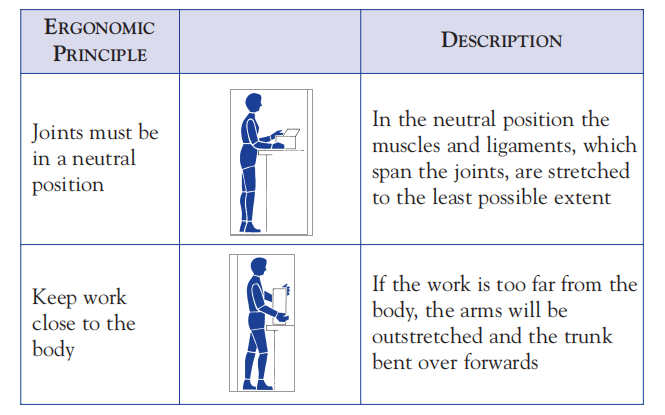 ERGONOMIC
PRINCIPLE
DESCRIPTION
Joints must be
in a neutral
position
In the neutral position the
muscles and ligaments, which
span the joints, are stretched
to the least possible extent
Keep work
close to the
body
If the work is too far from the
body, the arms will be
outstretched and the trunk
bent over forwards